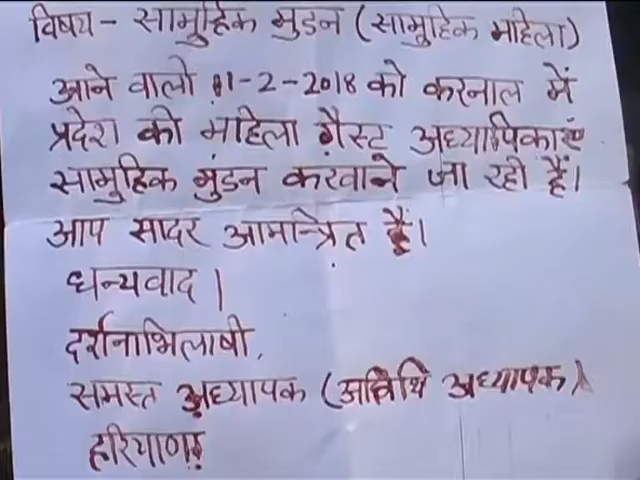 विषय - सामुहिक मुडन (सामुहिक महिला)
आने वाली 01-2-2018 को करनाल में
प्रदेश की महिला गैस्ट अध्यापिकाएं
सामुहिक मुंडन करवाने जा रही हैं।
आप सादर आमन्त्रित हैं।
धन्यवाद।
दर्शनाभिलाषी,
समस्त अध्यापक (अतिथि अध्यापक)
हरियाणा